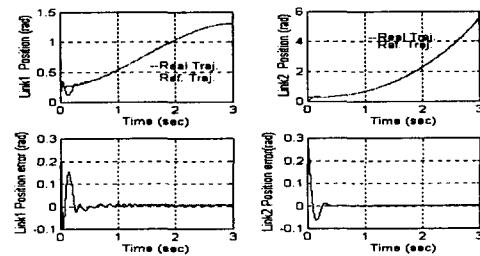 1.5
1
0.5
0
Link1 Position (rad)
Real Traj.
Ref. Traj.
0 1 2 3
Time (sec)
6
4
2
0
Link2 Position (rad)
Real Traj.
Ref. Traj.
0 1 2 3
Time (sec)
0.3
0.2
0.1
0
-0.1
Link1 Position error (rad)
0 1 2 3
Time (sec)
0.3
0.2
0.1
0
-0.1
Link2 Position error(rad)
0 1 2 3
Time (sec)